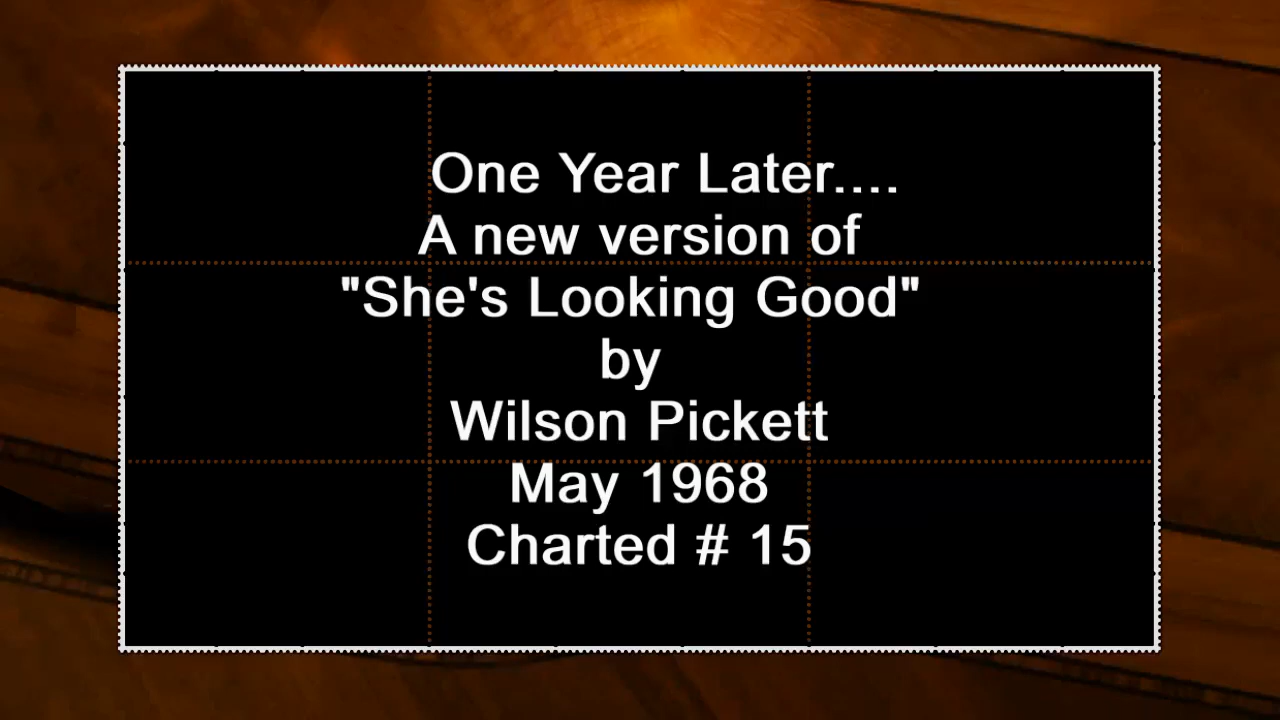 One Year Later....
A new version of
"She's Looking Good"
by
Wilson Pickett
May 1968
Charted # 15